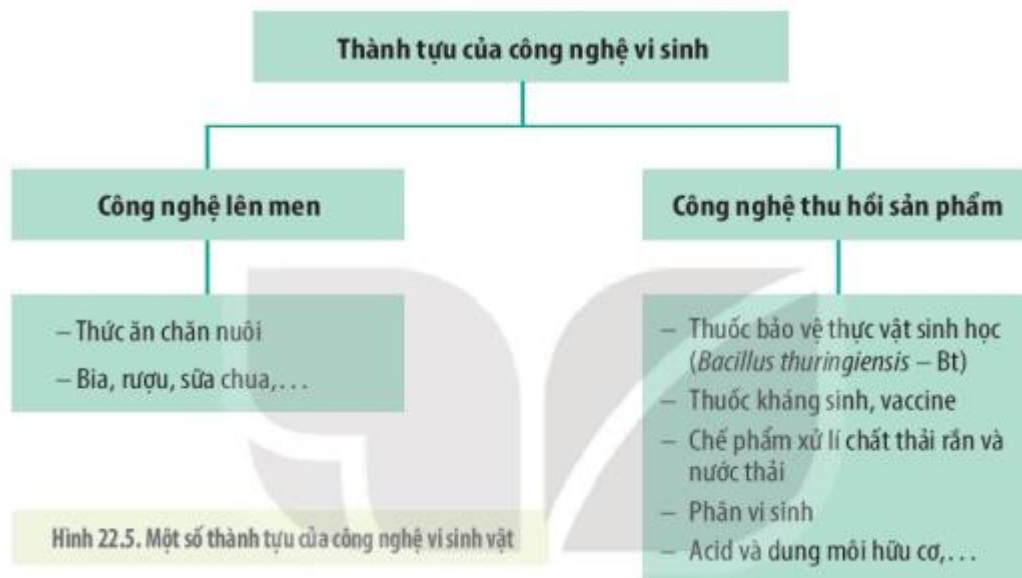 Thành tựu của công nghệ vi sinh
Công nghệ lên men
Công nghệ thu hồi sản phẩm
– Thức ăn chăn nuôi
– Bia, rượu, sữa chua,…
– Thuốc bảo vệ thực vật sinh học
(Bacillus thuringiensis – Bt)
– Thuốc kháng sinh, vaccine
– Chế phẩm xử lí chất thải rắn và
nước thải
– Phân vi sinh
– Acid và dung môi hữu cơ,…
Hình 22.5. Một số thành tựu của công nghệ vi sinh vật